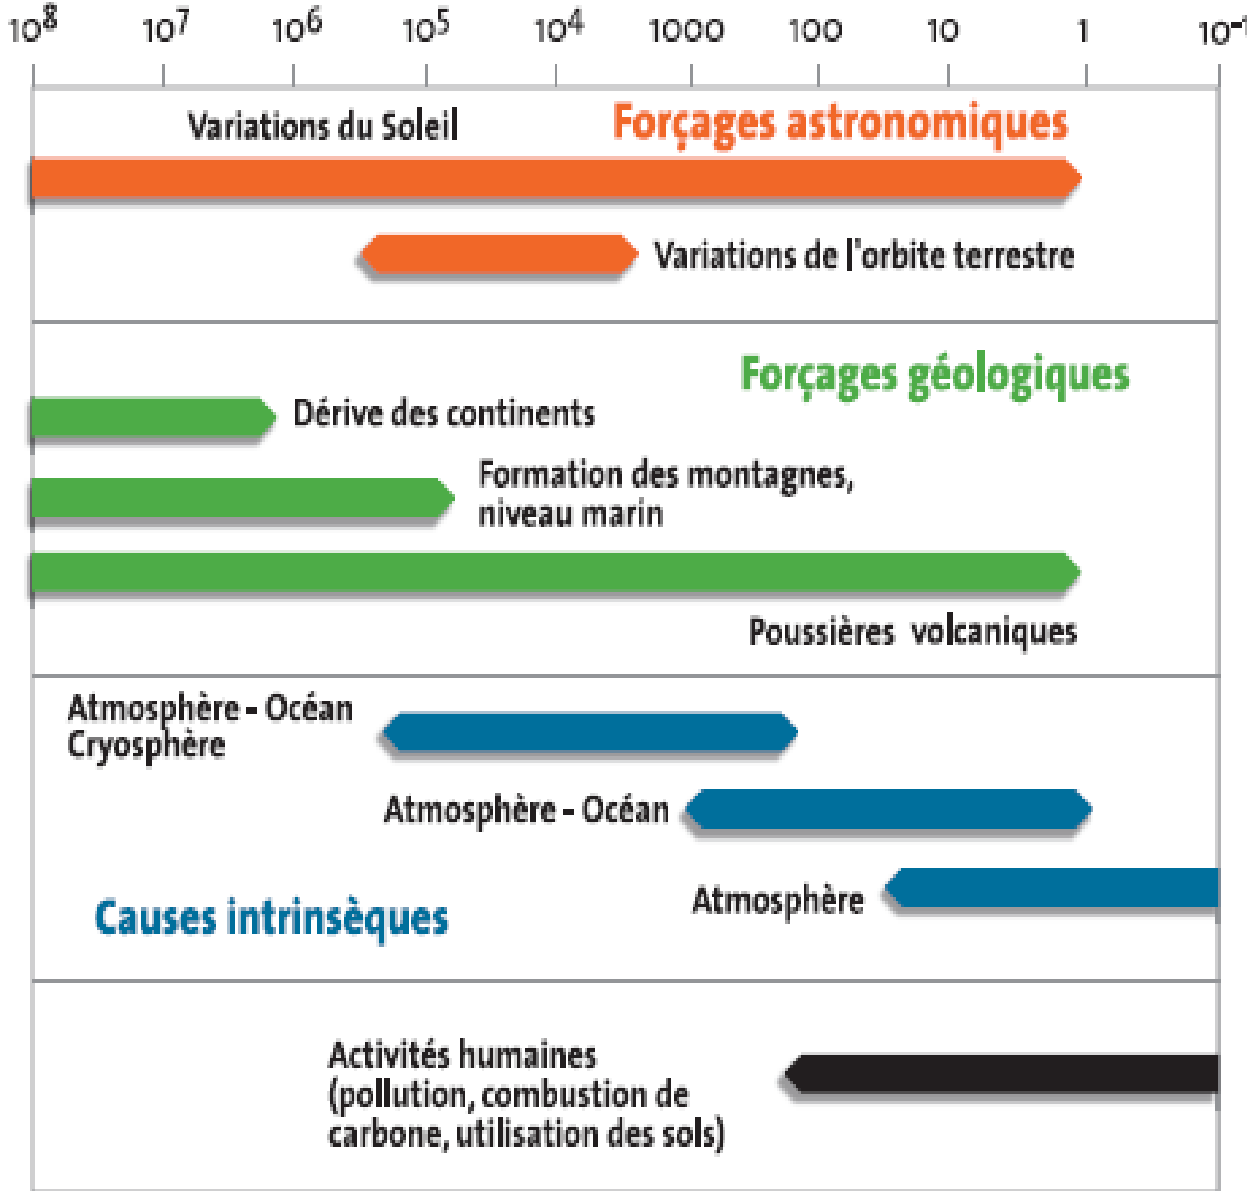 10⁸ 10⁷ 10⁶ 10⁵ 10⁴ 1000 100 10 1 10⁻¹
Variations du Soleil
Forçages astronomiques
Variations de l'orbite terrestre
Forçages géologiques
Dérive des continents
Formation des montagnes,
niveau marin
Poussières volcaniques
Atmosphère - Océan
Cryosphère
Atmosphère - Océan
Atmosphère
Causes intrinsèques
Activités humaines
(pollution, combustion de
carbone, utilisation des sols)